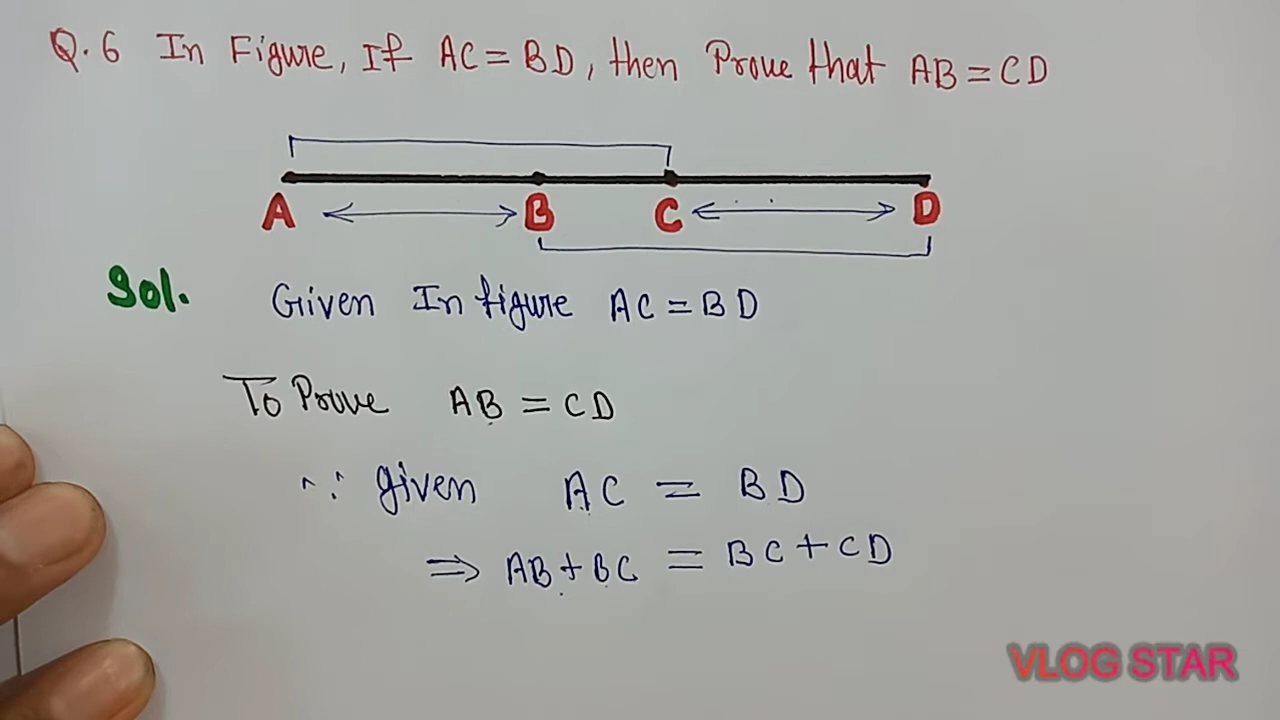 Q.6 In Figure, If AC = BD, then Prove that AB = CD
A B C D
Sol. Given In figure AC = BD
To Prove AB = CD
∵ given AC = BD
⇒ AB + BC = BC + CD
VLOG STAR